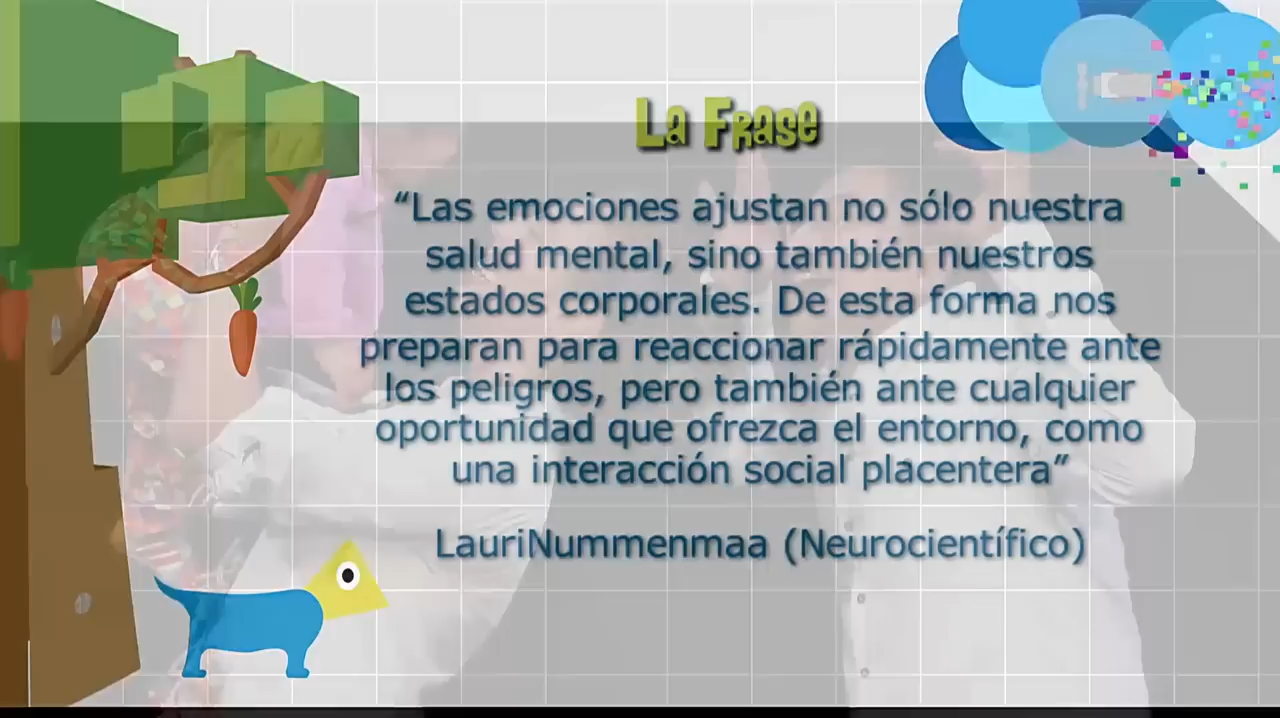 La Frase
“Las emociones ajustan no sólo nuestra
salud mental, sino también nuestros
estados corporales. De esta forma nos
preparan para reaccionar rápidamente ante
los peligros, pero también ante cualquier
oportunidad que ofrezca el entorno, como
una interacción social placentera”
LauriNummenmaa (Neurocientífico)